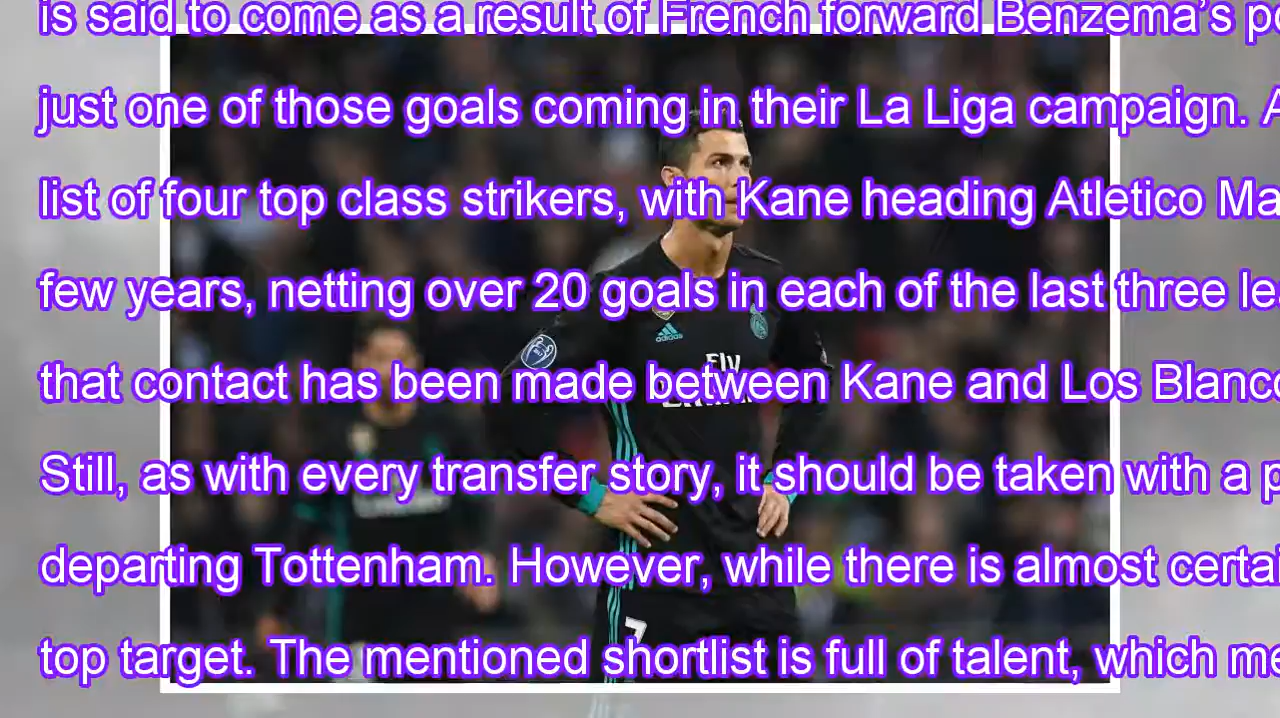 is said to come as a result of French forward Benzema's
just one of those goals coming in their La Liga campaign.
list of four top class strikers, with Kane heading Atletico
few years, netting over 20 goals in each of the last three
adidas
that contact has been made between Kane and Los
Still, as with every transfer story, it should be taken with a
departing Tottenham. However, while there is almost
top target. The mentioned shortlist is full of talent, which
7